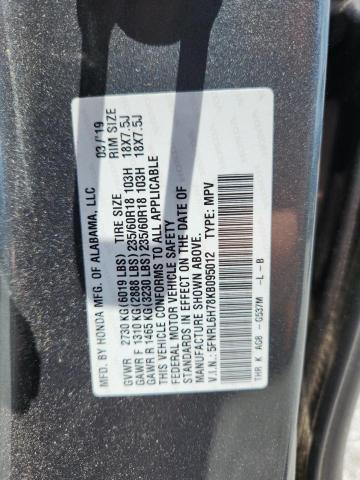 MFD. BY HONDA MFG. OF ALABAMA, LLC 03/19
TIRE SIZE RIM SIZE
GVWR 2730 KG(6019 LBS)
GAWR F 1310 KG(2888 LBS)235/60R18 103H 18X7.5J
GAWR R 1465 KG(3230 LBS)235/60R18 103H 18X7.5J
THIS VEHICLE CONFORMS TO ALL APPLICABLE
FEDERAL MOTOR VEHICLE SAFETY
STANDARDS IN EFFECT ON THE DATE OF
MANUFACTURE SHOWN ABOVE.
V.I.N.: 5FNRL6H78KB095012 TYPE: MPV
THR K AGB -G537M -L-B